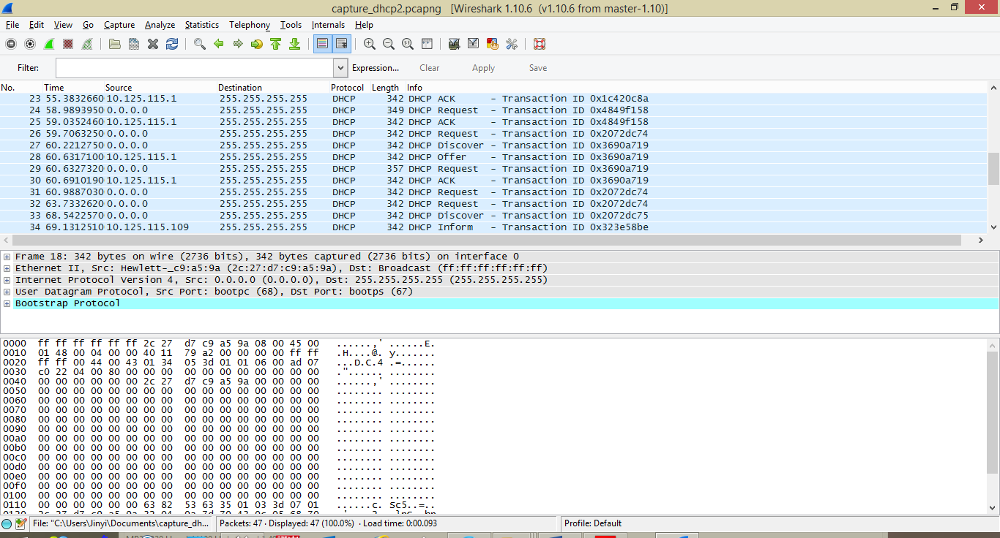 capture_dhcp2.pcapng [Wireshark 1.10.6 (v1.10.6 from master-1.10)]
File Edit View Go Capture Analyze Statistics Telephony Tools Internals Help
Filter: Expression... Clear Apply Save
No. Time Source Destination Protocol Length Info
23 55.3832660 10.125.115.1 255.255.255.255 DHCP 342 DHCP ACK - Transaction ID 0x1c420c8a
24 58.9893950 0.0.0.0 255.255.255.255 DHCP 349 DHCP Request - Transaction ID 0x4849f158
25 59.0352460 10.125.115.1 255.255.255.255 DHCP 342 DHCP ACK - Transaction ID 0x4849f158
26 59.7063250 0.0.0.0 255.255.255.255 DHCP 342 DHCP Request - Transaction ID 0x2072dc74
27 60.2212750 0.0.0.0 255.255.255.255 DHCP 342 DHCP Discover - Transaction ID 0x3690a719
28 60.6317100 10.125.115.1 255.255.255.255 DHCP 342 DHCP Offer - Transaction ID 0x3690a719
29 60.6327320 0.0.0.0 255.255.255.255 DHCP 357 DHCP Request - Transaction ID 0x3690a719
30 60.6910190 10.125.115.1 255.255.255.255 DHCP 342 DHCP ACK - Transaction ID 0x3690a719
31 60.9887030 0.0.0.0 255.255.255.255 DHCP 342 DHCP Request - Transaction ID 0x2072dc74
32 63.7332620 0.0.0.0 255.255.255.255 DHCP 342 DHCP Request - Transaction ID 0x2072dc74
33 68.5422570 0.0.0.0 255.255.255.255 DHCP 342 DHCP Discover - Transaction ID 0x2072dc75
34 69.1312510 10.125.115.109 255.255.255.255 DHCP 342 DHCP Inform - Transaction ID 0x323e58be
Frame 18: 342 bytes on wire (2736 bits), 342 bytes captured (2736 bits) on interface 0
Ethernet II, Src: Hewlett-_c9:a5:9a (2c:27:d7:c9:a5:9a), Dst: Broadcast (ff:ff:ff:ff:ff:ff)
Internet Protocol Version 4, Src: 0.0.0.0 (0.0.0.0), Dst: 255.255.255.255 (255.255.255.255)
User Datagram Protocol, Src Port: bootpc (68), Dst Port: bootps (67)
Bootstrap Protocol
0000 ff ff ff ff ff ff 2c 27 d7 c9 a5 9a 08 00 45 00 ......,' ......E.
0010 01 48 00 04 00 00 40 11 79 a2 00 00 00 00 ff ff .H....@. y.......
0020 ff ff 00 44 00 43 01 34 05 3d 01 01 06 00 ad 07 ...D.C.4 .=......
0030 c0 22 04 00 80 00 00 00 00 00 00 00 00 00 00 00 .".......  ........
0040 00 00 00 00 00 00 2c 27 d7 c9 a5 9a 00 00 00 00 ......,' ........
0050 00 00 00 00 00 00 00 00 00 00 00 00 00 00 00 00 ........ ........
0060 00 00 00 00 00 00 00 00 00 00 00 00 00 00 00 00 ........ ........
0070 00 00 00 00 00 00 00 00 00 00 00 00 00 00 00 00 ........ ........
0080 00 00 00 00 00 00 00 00 00 00 00 00 00 00 00 00 ........ ........
0090 00 00 00 00 00 00 00 00 00 00 00 00 00 00 00 00 ........ ........
00a0 00 00 00 00 00 00 00 00 00 00 00 00 00 00 00 00 ........ ........
00b0 00 00 00 00 00 00 00 00 00 00 00 00 00 00 00 00 ........ ........
00c0 00 00 00 00 00 00 00 00 00 00 00 00 00 00 00 00 ........ ........
00d0 00 00 00 00 00 00 00 00 00 00 00 00 00 00 00 00 ........ ........
00e0 00 00 00 00 00 00 00 00 00 00 00 00 00 00 00 00 ........ ........
00f0 00 00 00 00 00 00 00 00 00 00 00 00 00 00 00 00 ........ ........
0100 00 00 00 00 00 00 00 00 00 00 00 00 00 00 00 00 ........ ........
0110 00 00 00 00 00 00 63 82 53 63 35 01 03 3d 07 01 ......c. Sc5..=..
File: "C:\Users\Jinyi\Documents\capture_dh... Packets: 47 · Displayed: 47 (100.0%) · Load time: 0:00.093 Profile: Default